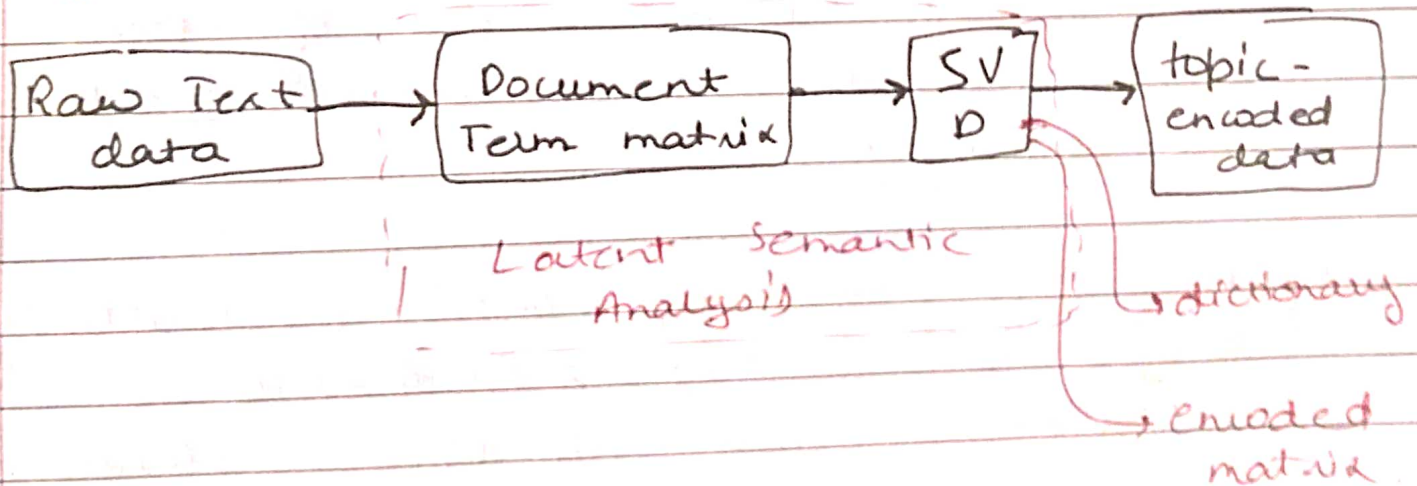 Raw Text
data
Document
Term matrix
SV
D
topic-
encoded
data
Latent Semantic
Analysis
dictionary
encoded
matrix